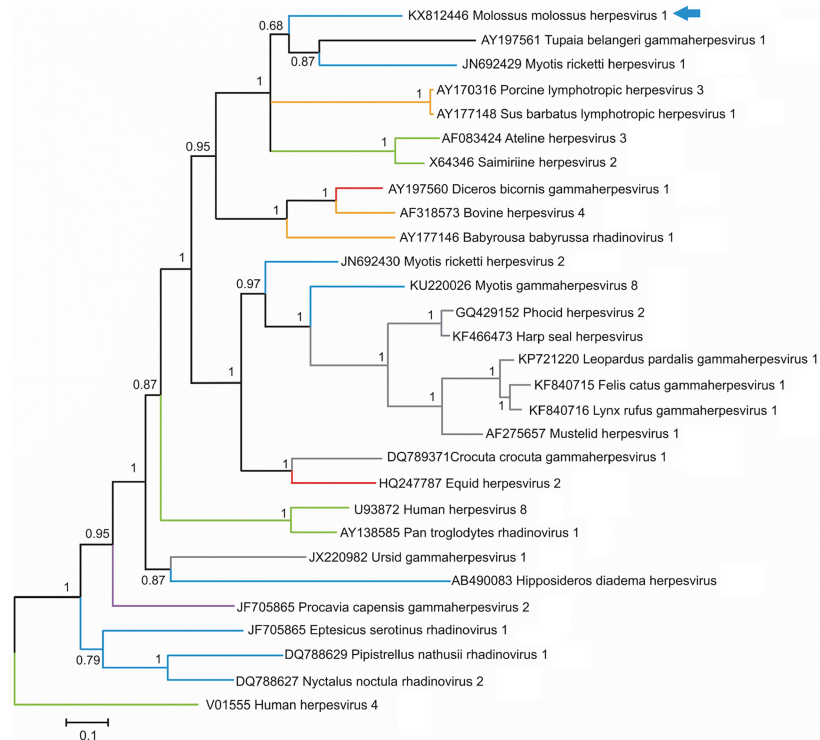 KX812446 Molossus molossus herpesvirus 1
0.68
AY197561 Tupaia belangeri gammaherpesvirus 1
0.87
JN692429 Myotis ricketti herpesvirus 1
1
AY170316 Porcine lymphotropic herpesvirus 3
1
AY177148 Sus barbatus lymphotropic herpesvirus 1
AF083424 Ateline herpesvirus 3
1
0.95
X64346 Saimiriine herpesvirus 2
AY197560 Diceros bicornis gammaherpesvirus 1
1
1
AF318573 Bovine herpesvirus 4
AY177146 Babyrousa babyrussa rhadinovirus 1
1
JN692430 Myotis ricketti herpesvirus 2
0.97
KU220026 Myotis gammaherpesvirus 8
1
GQ429152 Phocid herpesvirus 2
1
KF466473 Harp seal herpesvirus
1
KP721220 Leopardus pardalis gammaherpesvirus 1
1
1
0.87
KF840715 Felis catus gammaherpesvirus 1
1
1
KF840716 Lynx rufus gammaherpesvirus 1
AF275657 Mustelid herpesvirus 1
DQ789371Crocuta crocuta gammaherpesvirus 1
1
1
HQ247787 Equid herpesvirus 2
U93872 Human herpesvirus 8
1
0.95
AY138585 Pan troglodytes rhadinovirus 1
JX220982 Ursid gammaherpesvirus 1
0.87
AB490083 Hipposideros diadema herpesvirus
1
JF705865 Procavia capensis gammaherpesvirus 2
JF705865 Eptesicus serotinus rhadinovirus 1
0.79
1
DQ788629 Pipistrellus nathusii rhadinovirus 1
DQ788627 Nyctalus noctula rhadinovirus 2
V01555 Human herpesvirus 4
0.1